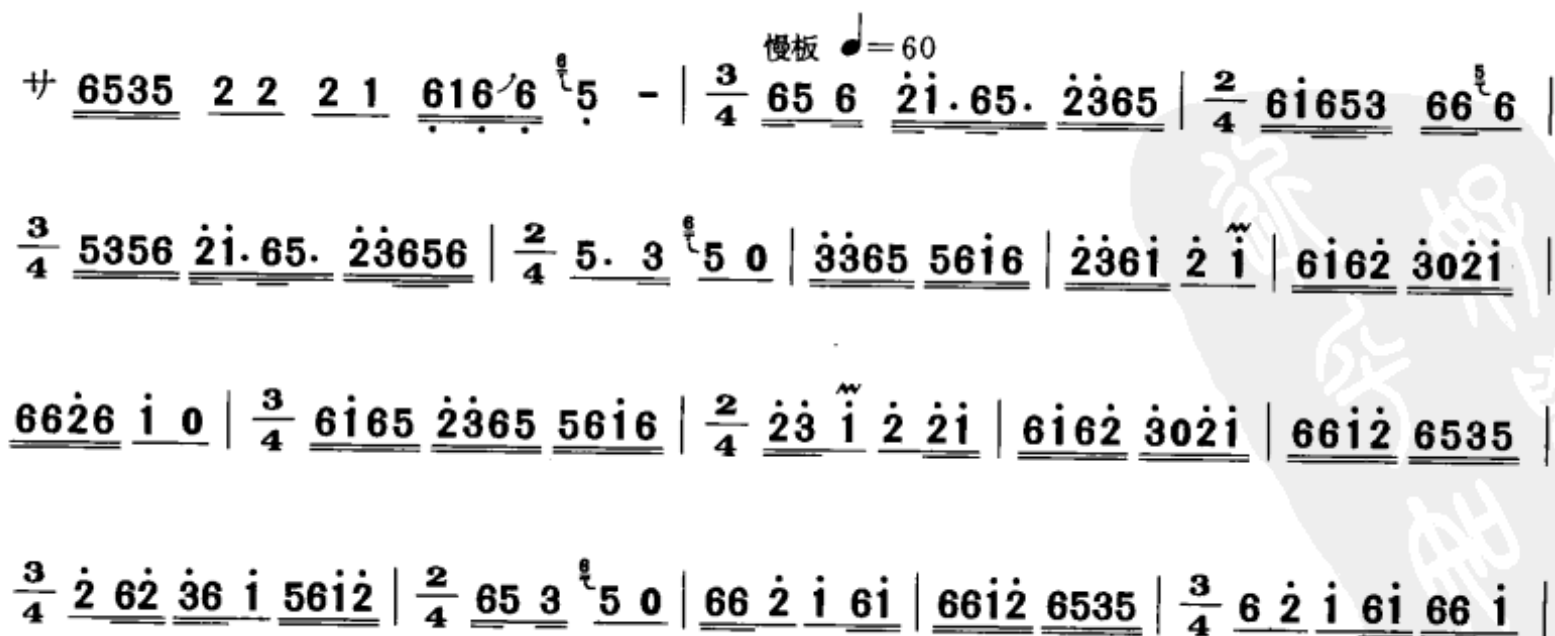 慢板 ♩=60
サ 6535 2 2 2 1 6̣16̣6̣ ⁶5̣ - | 3/4 65 6 2̇1̇.65. 2̇3̇65 | 2/4 61̇653 66 ⁵6 |
3/4 5356 2̇1̇.65. 2̇3̇656 | 2/4 5. 3 ⁶5 0 | 3̇3̇65 561̇6 | 2̇3̇61̇ 2̇ 1̇ | 61̇62̇ 3̇02̇1̇ |
662̇6 1̇ 0 | 3/4 61̇65 2̇3̇65 561̇6 | 2/4 2̇3̇ 1̇ 2̇ 2̇1̇ | 61̇62̇ 3̇02̇1̇ | 661̇2̇ 6535 |
3/4 2̇ 62̇ 3̇6 1̇ 561̇2̇ | 2/4 65 3 ⁶5 0 | 66 2̇ 1̇ 61̇ | 661̇2̇ 6535 | 3/4 6 2̇ 1̇ 61̇ 66 1̇ |